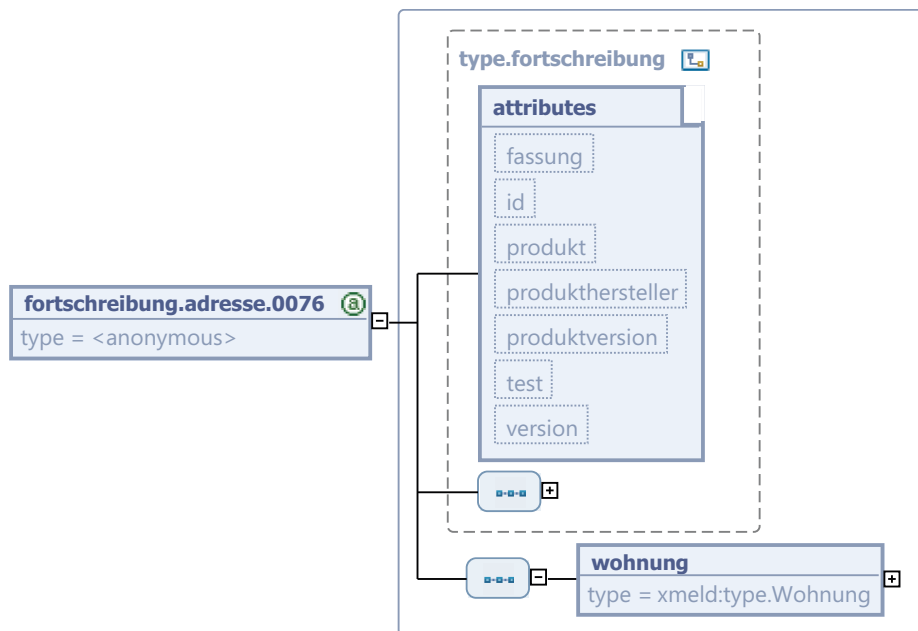 type.fortschreibung
attributes
fassung
id
produkt
produkthersteller
produktversion
test
version
fortschreibung.adresse.0076
type = <anonymous>
wohnung
type = xmeld:type.Wohnung